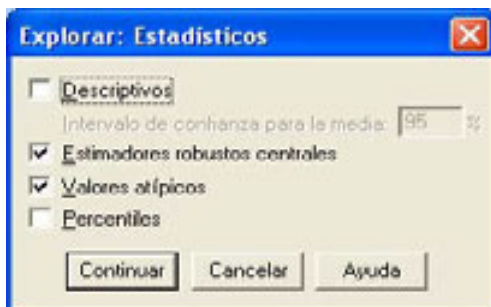 Explorar: Estadísticos
Descriptivos
Intervalo de confianza para la media: 95 %
Estimadores robustos centrales
Valores atípicos
Percentiles
Continuar Cancelar Ayuda